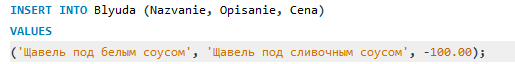 INSERT INTO Blyuda (Nazvanie, Opisanie, Cena)
VALUES
('Щавель под белым соусом', 'Щавель под сливочным соусом', -100.00);